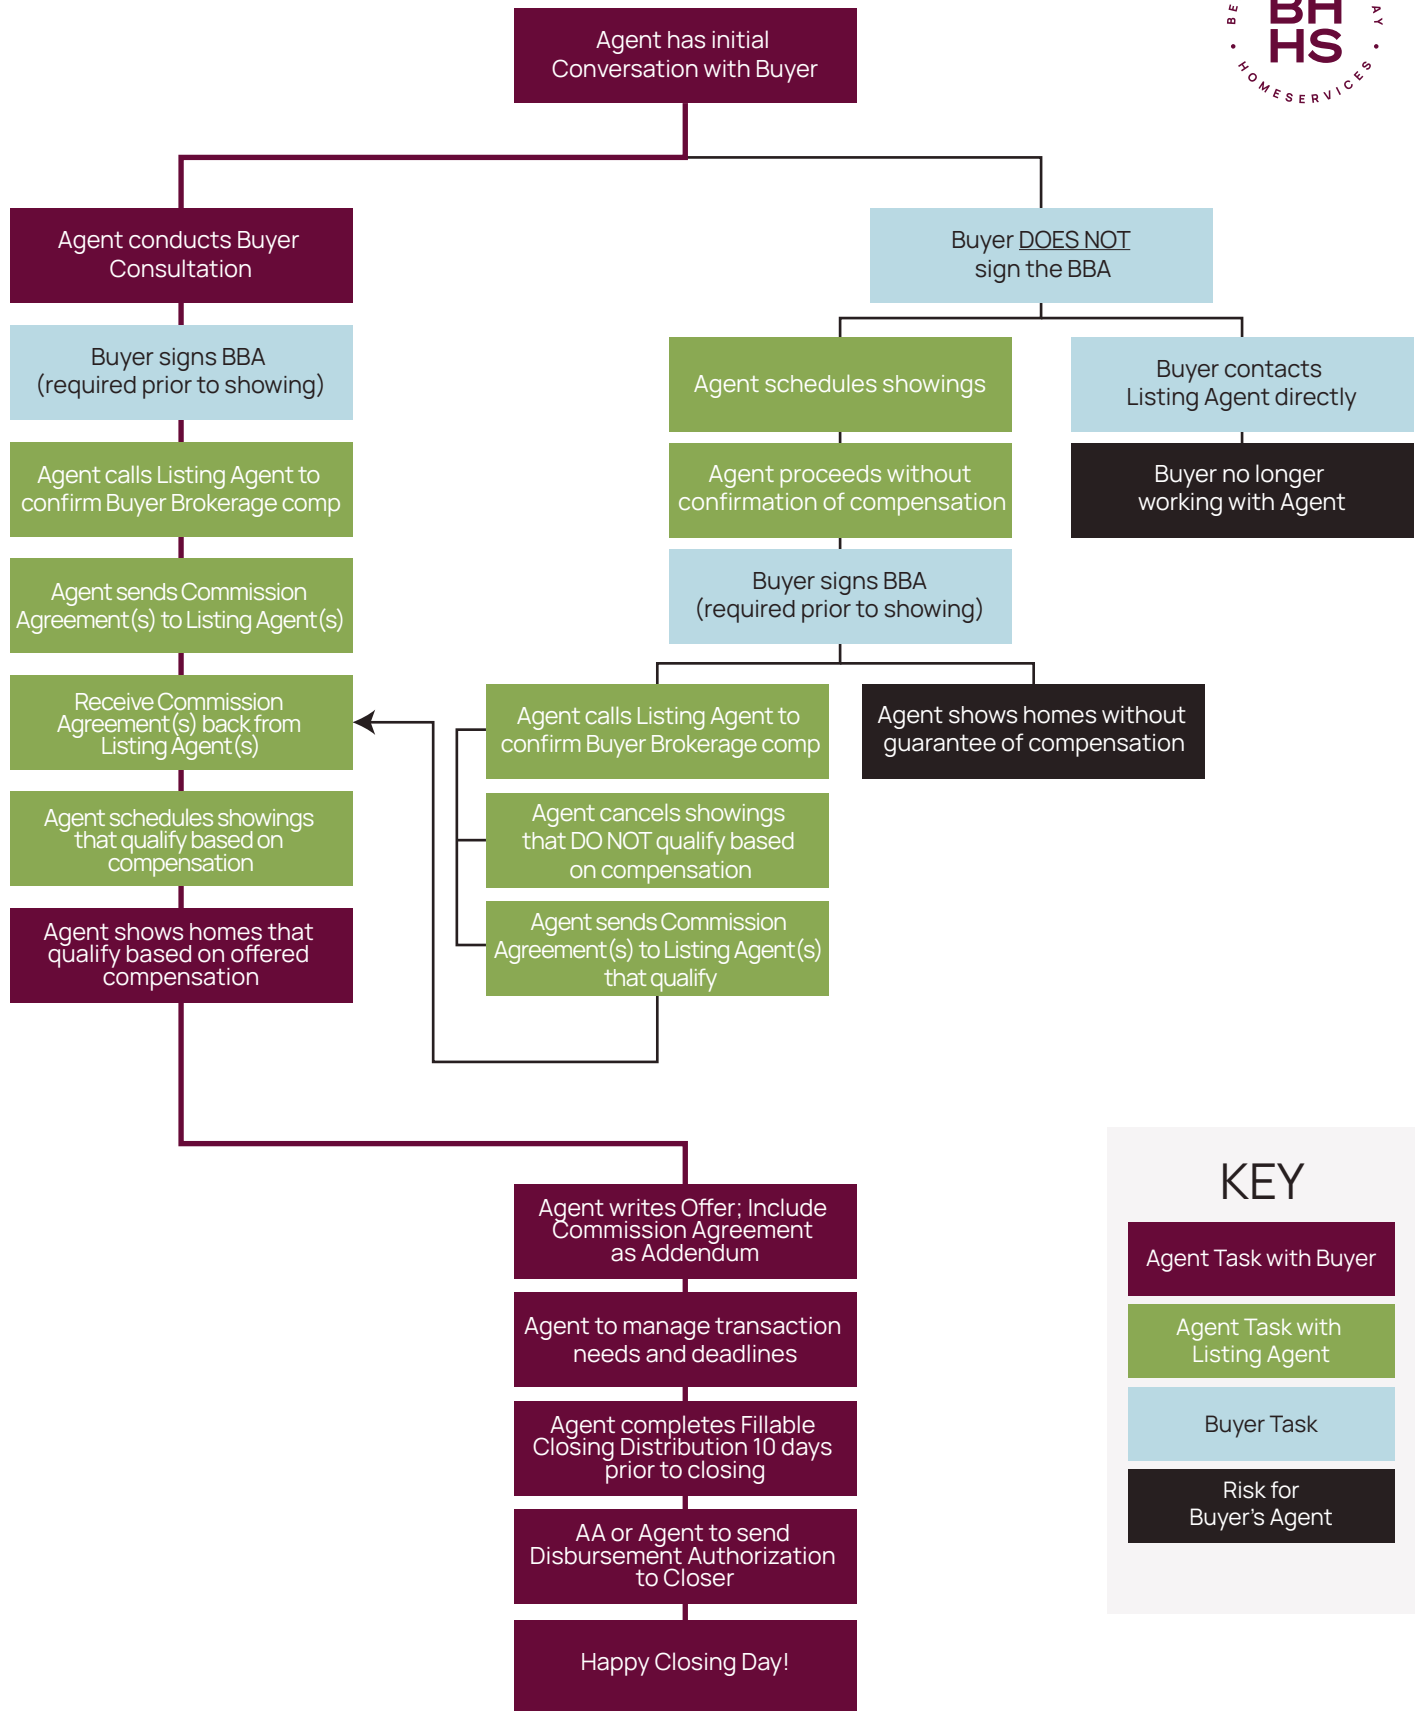 Agent has initial
Conversation with Buyer
BH
HS
HOMESERVICES
Agent conducts Buyer
Consultation
Buyer DOES NOT
sign the BBA
Buyer signs BBA
(required prior to showing)
Agent schedules showings
Buyer contacts
Listing Agent directly
Agent calls Listing Agent to
confirm Buyer Brokerage comp
Agent proceeds without
confirmation of compensation
Buyer no longer
working with Agent
Agent sends Commission
Agreement(s) to Listing Agent(s)
Buyer signs BBA
(required prior to showing)
Receive Commission
Agreement(s) back from
Listing Agent(s)
Agent calls Listing Agent to
confirm Buyer Brokerage comp
Agent shows homes without
guarantee of compensation
Agent schedules showings
that qualify based on
compensation
Agent cancels showings
that DO NOT qualify based
on compensation
Agent shows homes that
qualify based on offered
compensation
Agent sends Commission
Agreement(s) to Listing Agent(s)
that qualify
Agent writes Offer; Include
Commission Agreement
as Addendum
Agent to manage transaction
needs and deadlines
Agent completes Fillable
Closing Distribution 10 days
prior to closing
AA or Agent to send
Disbursement Authorization
to Closer
Happy Closing Day!
KEY
Agent Task with Buyer
Agent Task with
Listing Agent
Buyer Task
Risk for
Buyer's Agent